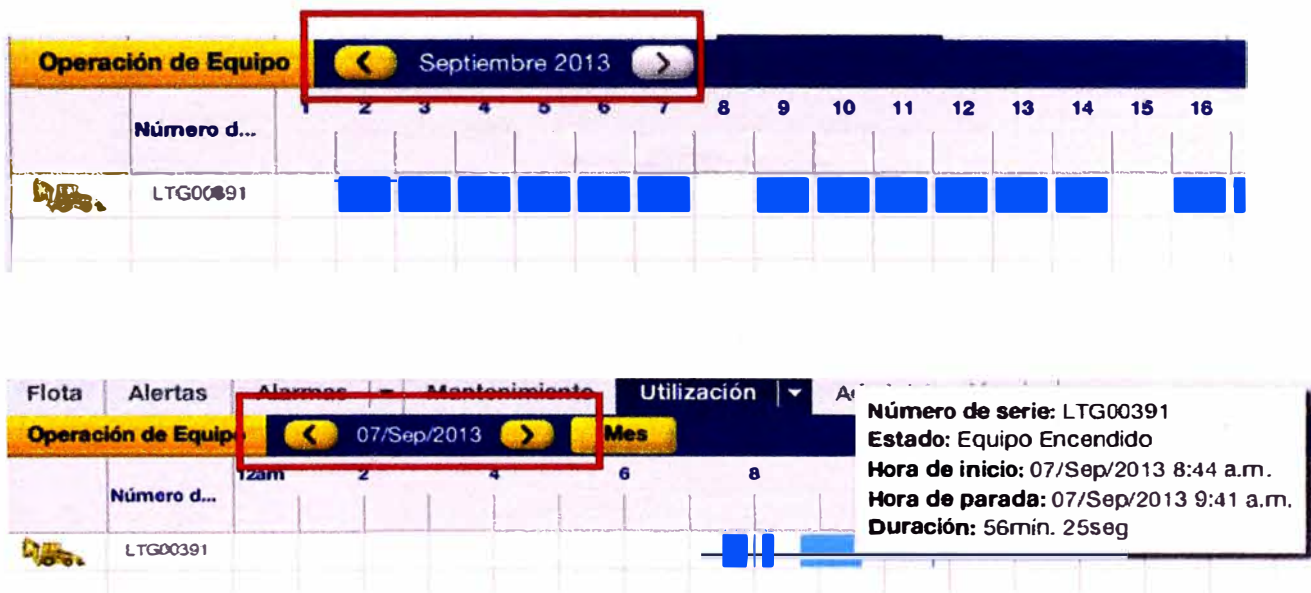 Operación de Equipo
Septiembre 2013
1 2 3 4 5 6 7 8 9 10 11 12 13 14 15 16
Número d...
LTG00391
Flota Alertas Alarmas Mantenimiento Utilización
Operación de Equipo
07/Sep/2013
Mes
12am 2 4 6 8
Número d...
LTG00391
Número de serie: LTG00391
Estado: Equipo Encendido
Hora de inicio: 07/Sep/2013 8:44 a.m.
Hora de parada: 07/Sep/2013 9:41 a.m.
Duración: 56min. 25seg